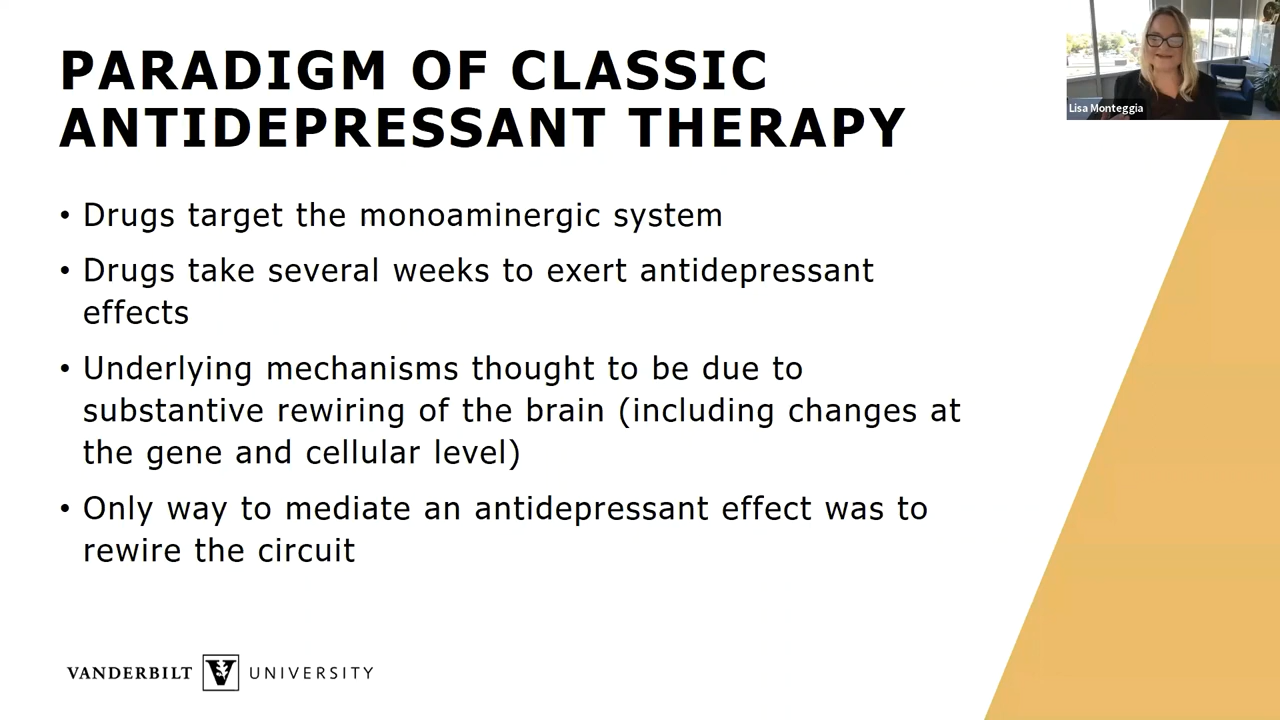 PARADIGM OF CLASSIC
ANTIDEPRESSANT THERAPY
Lisa Monteggia
• Drugs target the monoaminergic system
• Drugs take several weeks to exert antidepressant
effects
• Underlying mechanisms thought to be due to
substantive rewiring of the brain (including changes at
the gene and cellular level)
• Only way to mediate an antidepressant effect was to
rewire the circuit
VANDERBILT V UNIVERSITY